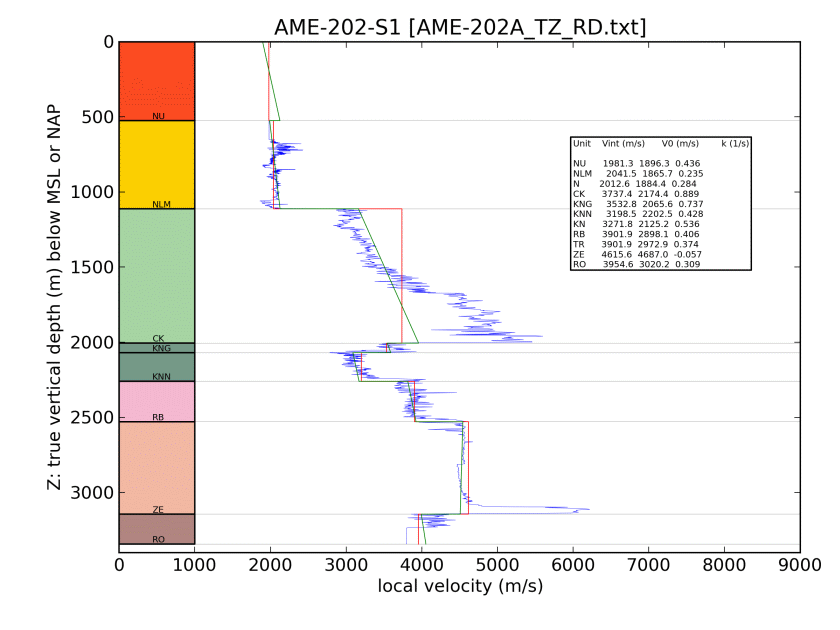 AME-202-S1 [AME-202A_TZ_RD.txt]
Z: true vertical depth (m) below MSL or NAP
0
500
1000
1500
2000
2500
3000
NU
NLM
CK
KNG
KNN
RB
ZE
RO
Unit Vint (m/s) V0 (m/s) k (1/s)
NU 1981.3 1896.3 0.436
NLM 2041.5 1865.7 0.235
N 2012.6 1884.4 0.284
CK 3737.4 2174.4 0.889
KNG 3532.8 2065.6 0.737
KNN 3198.5 2202.5 0.428
KN 3271.8 2125.2 0.536
RB 3901.9 2898.1 0.406
TR 3901.9 2972.9 0.374
ZE 4615.6 4687.0 -0.057
RO 3954.6 3020.2 0.309
0 1000 2000 3000 4000 5000 6000 7000 8000 9000
local velocity (m/s)